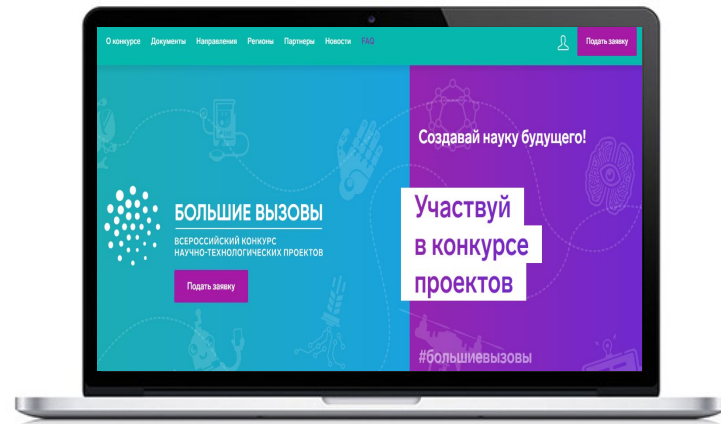 О конкурсе Документы Направления Регионы Партнеры Новости FAQ Подать заявку
Создавай науку будущего!
БОЛЬШИЕ ВЫЗОВЫ
ВСЕРОССИЙСКИЙ КОНКУРС
НАУЧНО-ТЕХНОЛОГИЧЕСКИХ ПРОЕКТОВ
Подать заявку
Участвуй
в конкурсе
проектов
#большиевызовы